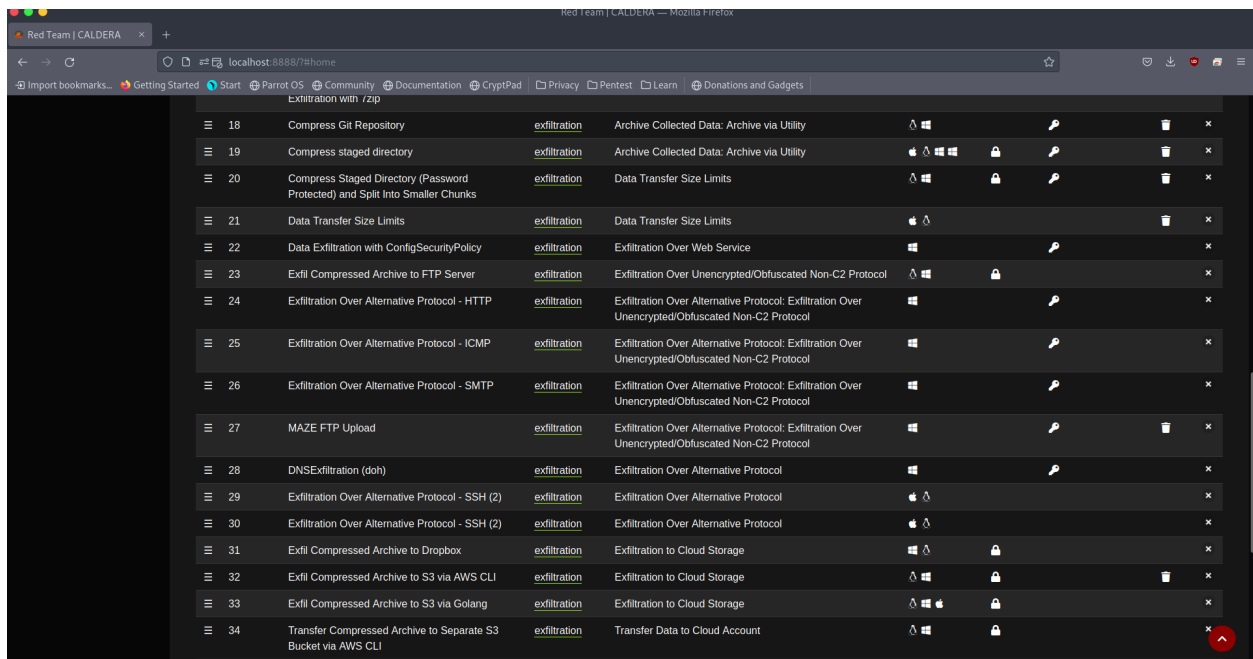 Red Team | CALDERA — Mozilla Firefox
Red Team | CALDERA
localhost:8888/?#home
Import bookmarks... Getting Started Start Parrot OS Community Documentation CryptPad Privacy Pentest Learn Donations and Gadgets
Exfiltration with 7zip
18 Compress Git Repository exfiltration Archive Collected Data: Archive via Utility
19 Compress staged directory exfiltration Archive Collected Data: Archive via Utility
20 Compress Staged Directory (Password exfiltration Data Transfer Size Limits
Protected) and Split Into Smaller Chunks
21 Data Transfer Size Limits exfiltration Data Transfer Size Limits
22 Data Exfiltration with ConfigSecurityPolicy exfiltration Exfiltration Over Web Service
23 Exfil Compressed Archive to FTP Server exfiltration Exfiltration Over Unencrypted/Obfuscated Non-C2 Protocol
24 Exfiltration Over Alternative Protocol - HTTP exfiltration Exfiltration Over Alternative Protocol: Exfiltration Over
Unencrypted/Obfuscated Non-C2 Protocol
25 Exfiltration Over Alternative Protocol - ICMP exfiltration Exfiltration Over Alternative Protocol: Exfiltration Over
Unencrypted/Obfuscated Non-C2 Protocol
26 Exfiltration Over Alternative Protocol - SMTP exfiltration Exfiltration Over Alternative Protocol: Exfiltration Over
Unencrypted/Obfuscated Non-C2 Protocol
27 MAZE FTP Upload exfiltration Exfiltration Over Alternative Protocol: Exfiltration Over
Unencrypted/Obfuscated Non-C2 Protocol
28 DNSExfiltration (doh) exfiltration Exfiltration Over Alternative Protocol
29 Exfiltration Over Alternative Protocol - SSH (2) exfiltration Exfiltration Over Alternative Protocol
30 Exfiltration Over Alternative Protocol - SSH (2) exfiltration Exfiltration Over Alternative Protocol
31 Exfil Compressed Archive to Dropbox exfiltration Exfiltration to Cloud Storage
32 Exfil Compressed Archive to S3 via AWS CLI exfiltration Exfiltration to Cloud Storage
33 Exfil Compressed Archive to S3 via Golang exfiltration Exfiltration to Cloud Storage
34 Transfer Compressed Archive to Separate S3 exfiltration Transfer Data to Cloud Account
Bucket via AWS CLI